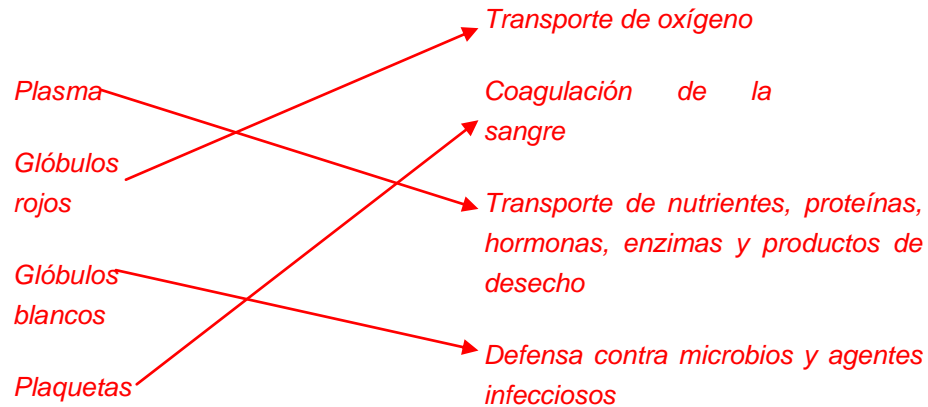 Plasma
Glóbulos
rojos
Glóbulos
blancos
Plaquetas
Transporte de oxígeno
Coagulación de la
sangre
Transporte de nutrientes, proteínas,
hormonas, enzimas y productos de
desecho
Defensa contra microbios y agentes
infecciosos